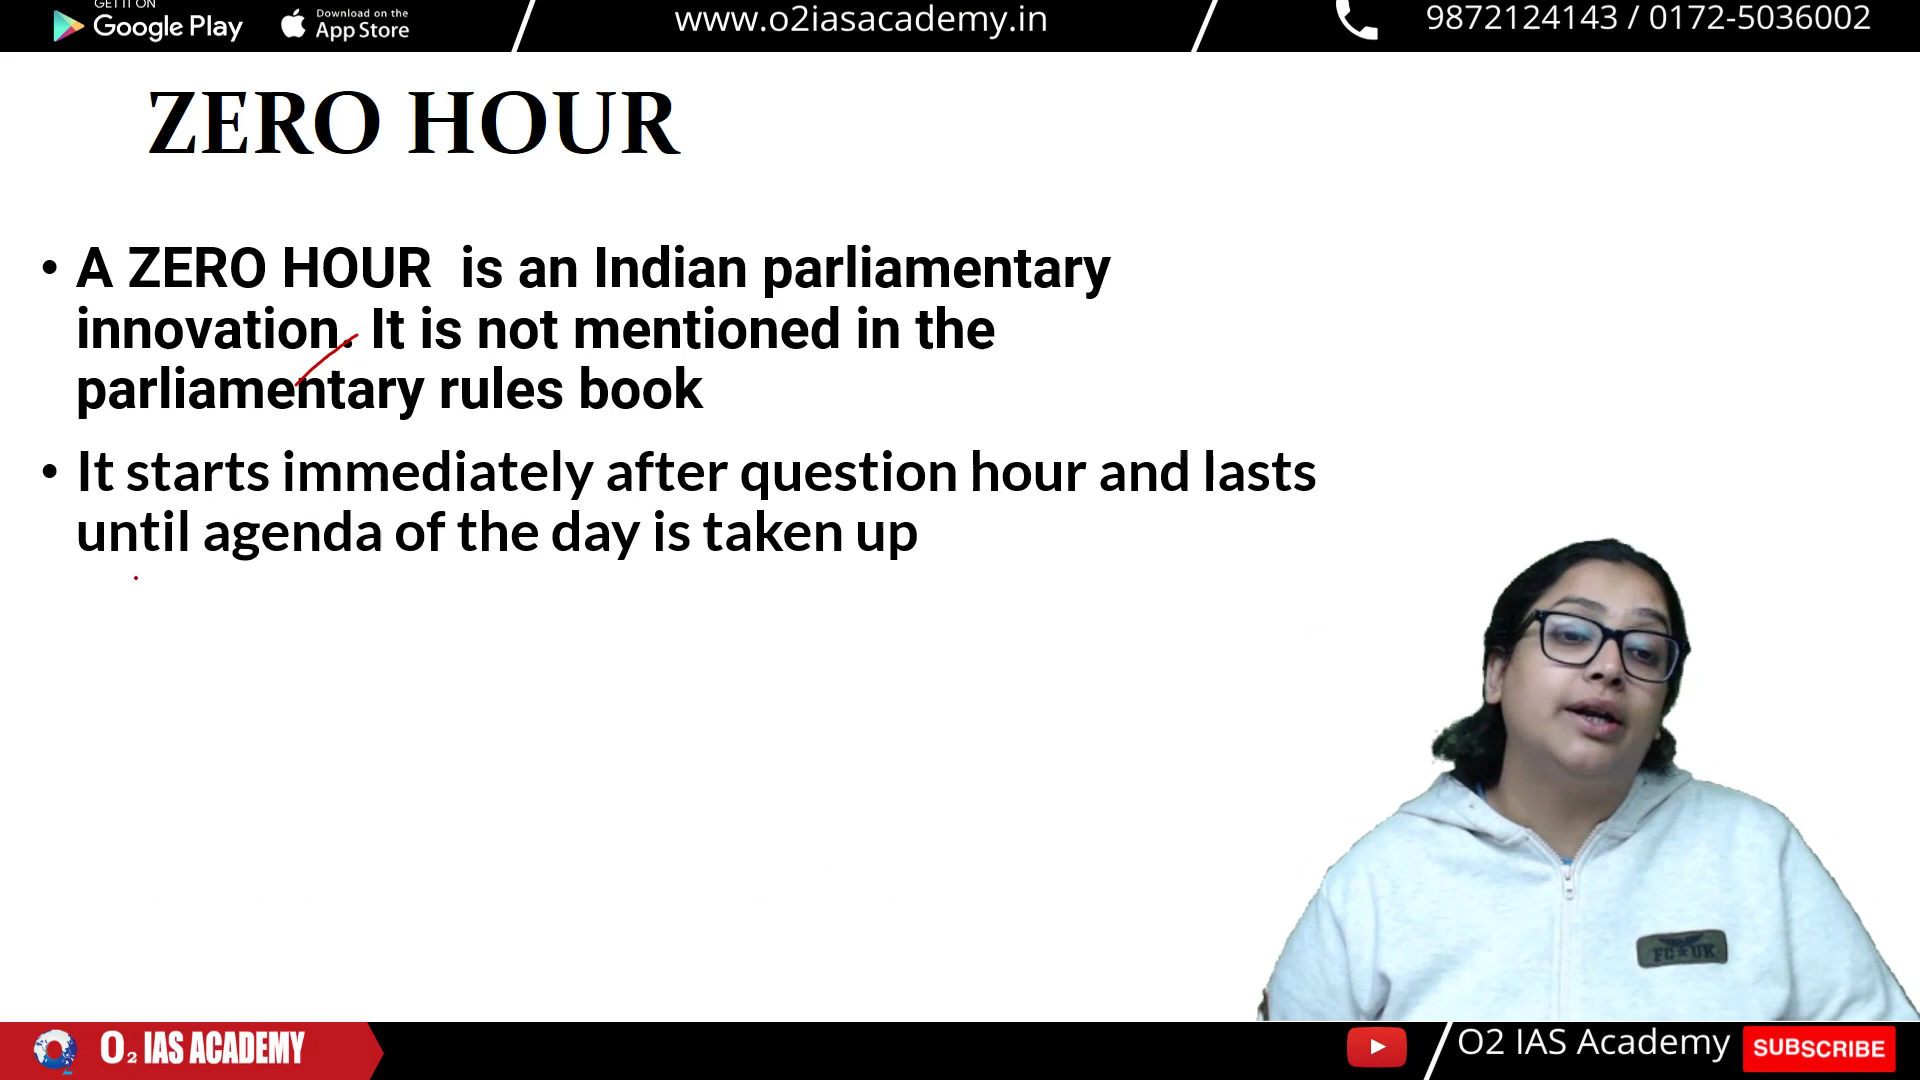 GET IT ON
Google Play
Download on the
App Store
www.o2iasacademy.in
9872124143 / 0172-5036002
ZERO HOUR
• A ZERO HOUR is an Indian parliamentary
innovation. It is not mentioned in the
parliamentary rules book
• It starts immediately after question hour and lasts
until agenda of the day is taken up
FC UK
O2 IAS ACADEMY
O2 IAS Academy
SUBSCRIBE